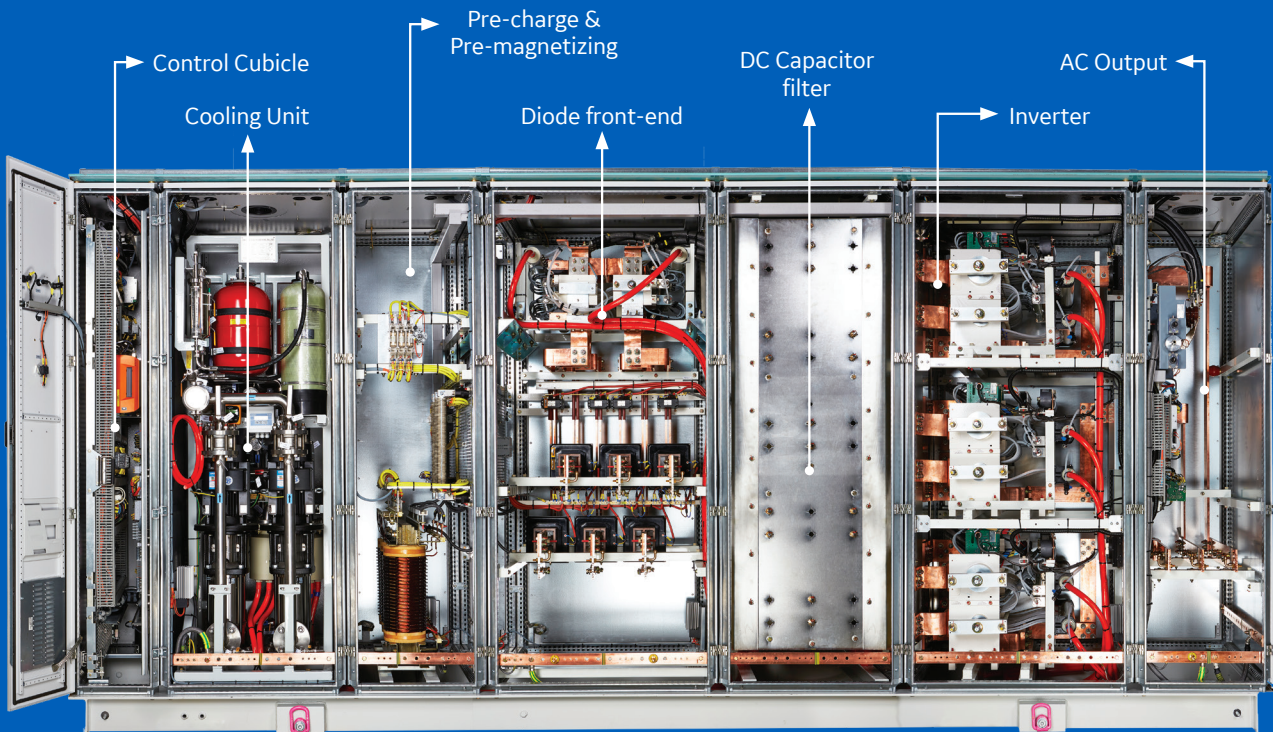 Pre-charge &
Pre-magnetizing
Control Cubicle
DC Capacitor
filter
AC Output
Cooling Unit
Diode front-end
Inverter